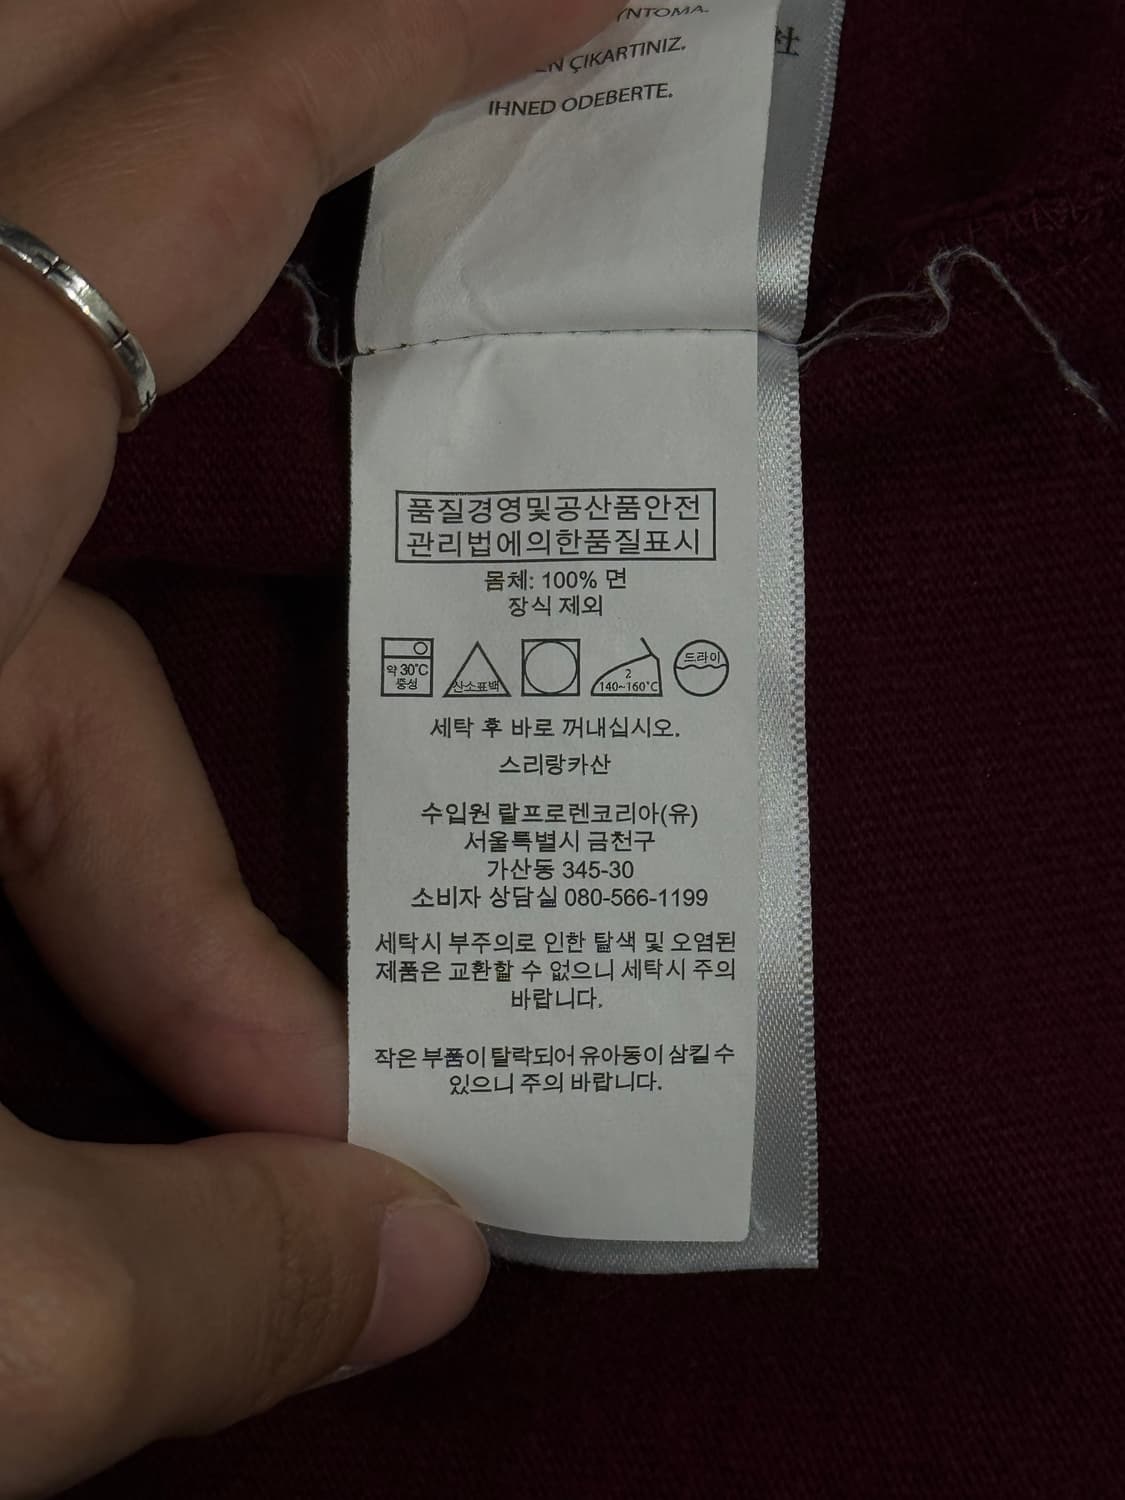 ÇIKARTINIZ.
IHNED ODEBERTE.
품질경영및공산품안전
관리법에의한품질표시
몸체: 100% 면
장식 제외
약 30˚C
중성
산소표백
2
140~160˚C
드라이
세탁 후 바로 꺼내십시오.
스리랑카산
수입원 랄프로렌코리아(유)
서울특별시 금천구
가산동 345-30
소비자 상담실 080-566-1199
세탁시 부주의로 인한 탈색 및 오염된
제품은 교환할 수 없으니 세탁시 주의
바랍니다.
작은 부품이 탈락되어 유아동이 삼킬 수
있으니 주의 바랍니다.